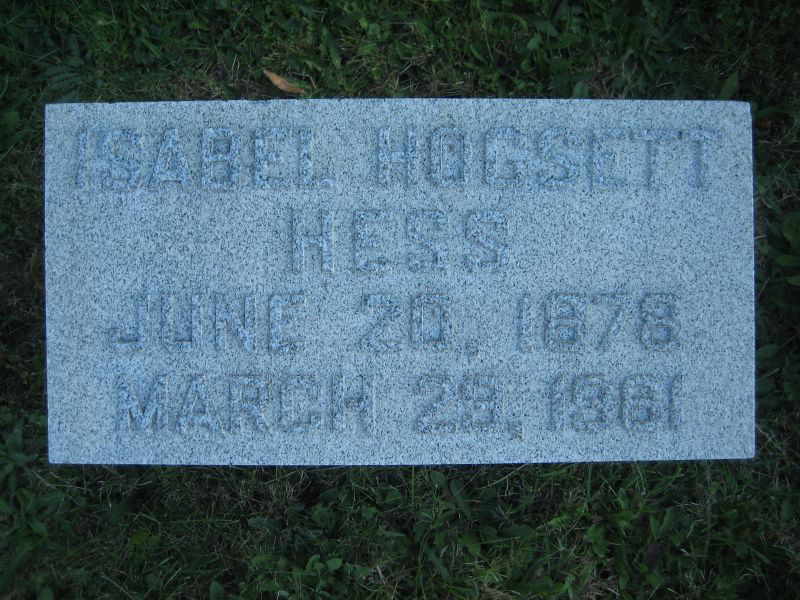 ISABEL HOGSETT
HESS
JUNE 20, 1878
MARCH 29, 1961